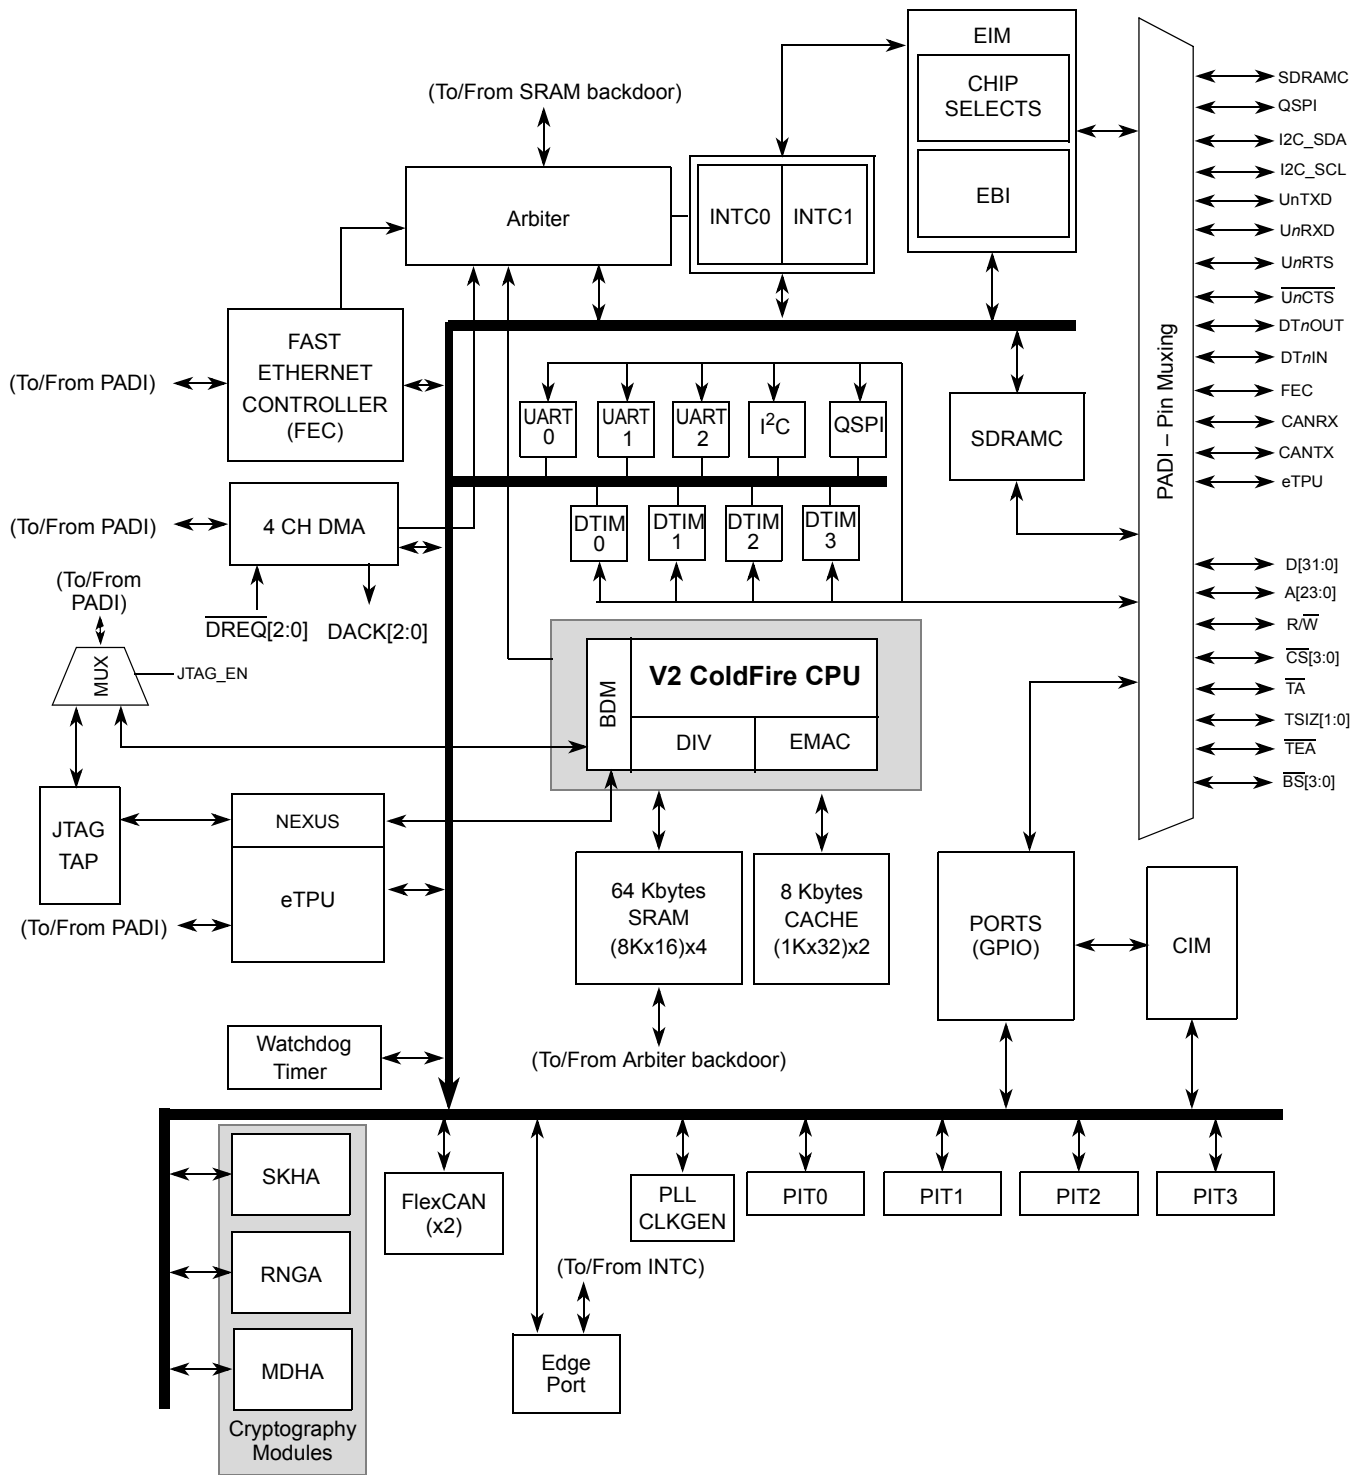 EIM
CHIP
SELECTS
EBI
(To/From SRAM backdoor)
Arbiter
INTC0
INTC1
SDRAMC
QSPI
I2C_SDA
I2C_SCL
UnTXD
UnRXD
UnRTS
UnCTS
DTnOUT
DTnIN
FEC
CANRX
CANTX
eTPU
D[31:0]
A[23:0]
R/W
CS[3:0]
TA
TSIZ[1:0]
TEA
BS[3:0]
PADI – Pin Muxing
(To/From PADI)
FAST
ETHERNET
CONTROLLER
(FEC)
UART
0
UART
1
UART
2
I²C
QSPI
SDRAMC
(To/From PADI)
4 CH DMA
DTIM
0
DTIM
1
DTIM
2
DTIM
3
(To/From
PADI)
DREQ[2:0]
DACK[2:0]
MUX
JTAG_EN
BDM
V2 ColdFire CPU
DIV
EMAC
JTAG
TAP
NEXUS
eTPU
(To/From PADI)
64 Kbytes
SRAM
(8Kx16)x4
8 Kbytes
CACHE
(1Kx32)x2
PORTS
(GPIO)
CIM
(To/From Arbiter backdoor)
Watchdog
Timer
SKHA
RNGA
MDHA
Cryptography
Modules
FlexCAN
(x2)
PLL
CLKGEN
PIT0
PIT1
PIT2
PIT3
(To/From INTC)
Edge
Port